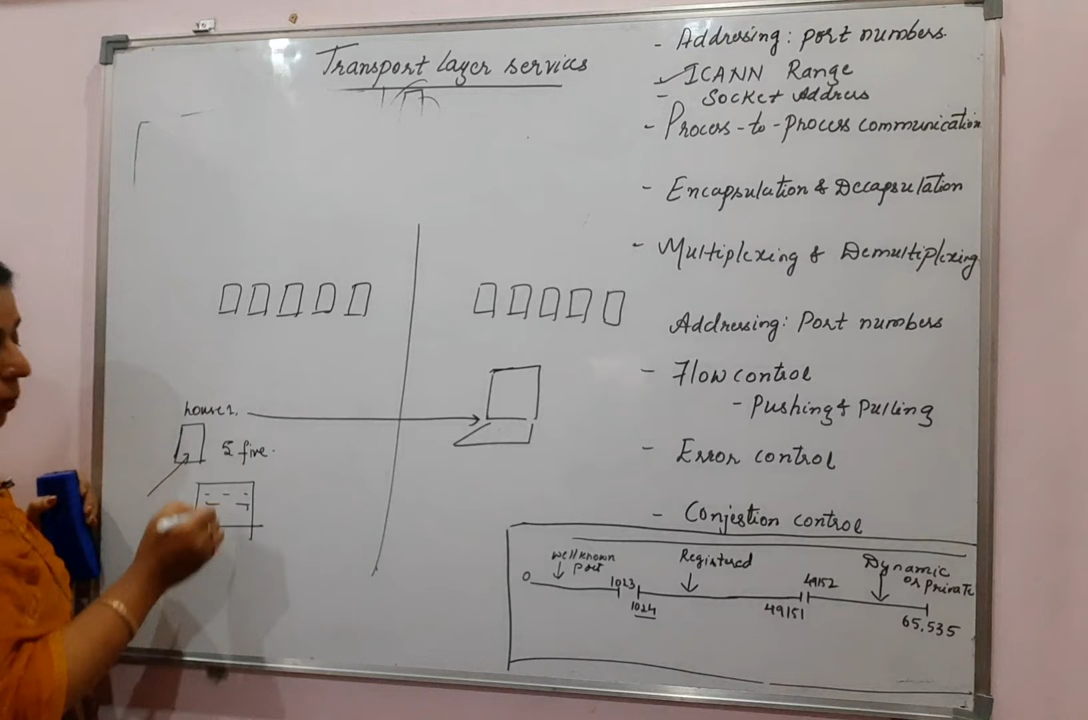 Transport layer services
- Addressing: port numbers.
ICANN Range
- Socket Address
- Process-to-process communication
- Encapsulation & Decapsulation
- Multiplexing & Demultiplexing
Addressing: Port numbers
- Flow control
- Pushing & Pulling
- Error control
- Conjestion control
5 five.
0
well known
port
1023
1024
Registered
49151
49152
Dynamic
or Private
65,535